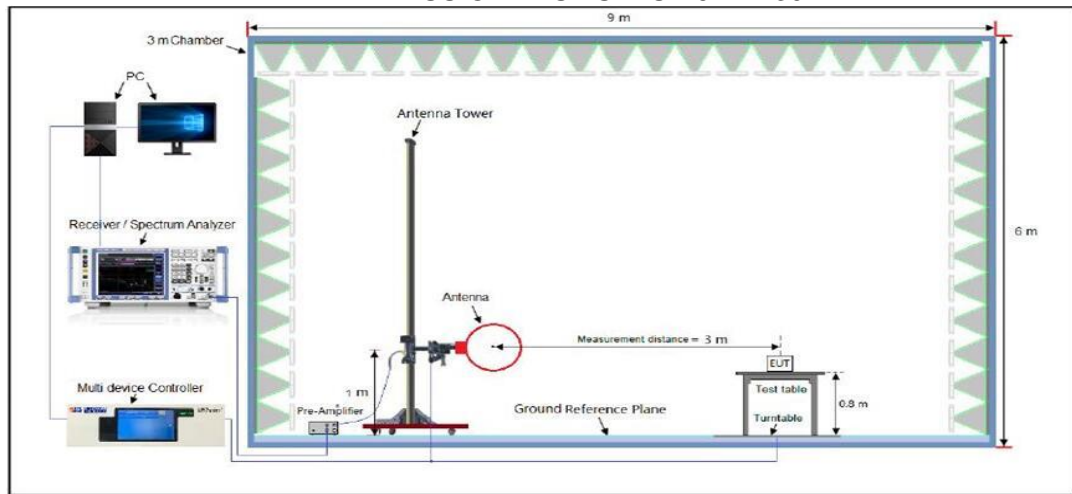 9 m
3 m Chamber
PC
Antenna Tower
Receiver / Spectrum Analyzer
6 m
Antenna
Measurement distance = 3 m
EUT
Multi device Controller
1 m
Test table
0.8 m
Pre-Amplifier
Ground Reference Plane
Turntable